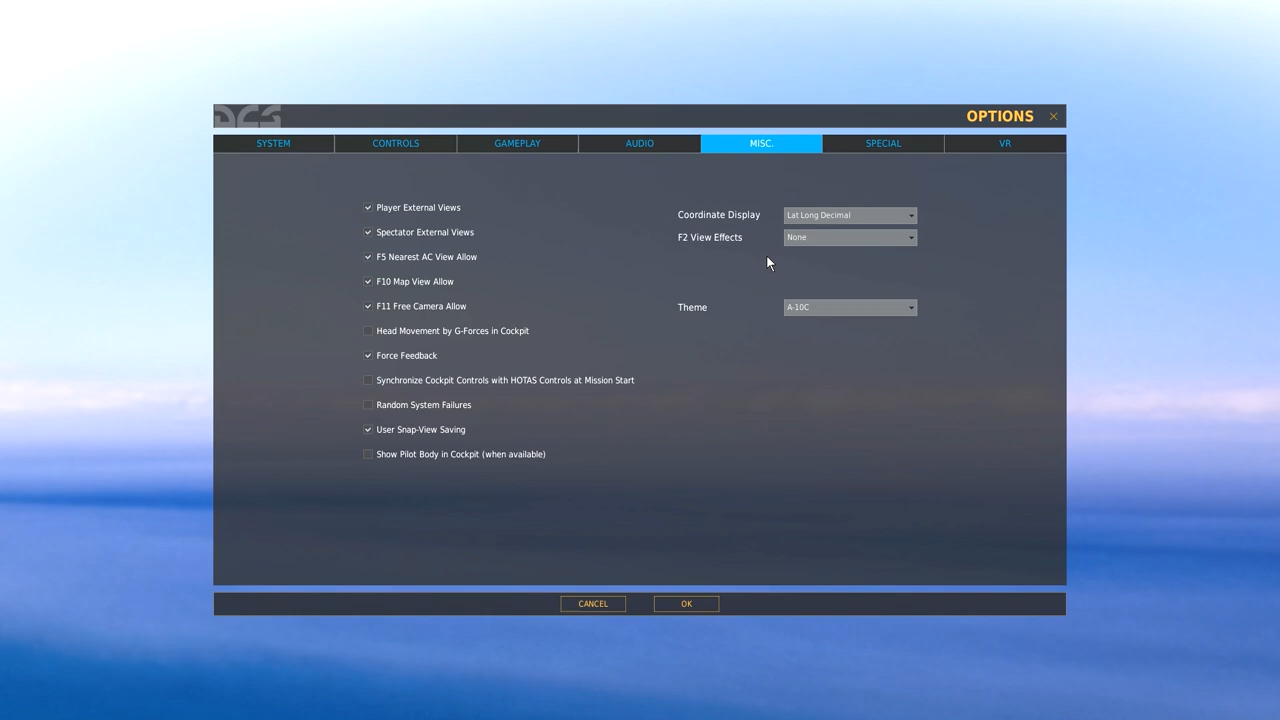 DCS
OPTIONS
SYSTEM CONTROLS GAMEPLAY AUDIO MISC. SPECIAL VR
Player External Views
Spectator External Views
F5 Nearest AC View Allow
F10 Map View Allow
F11 Free Camera Allow
Head Movement by G-Forces in Cockpit
Force Feedback
Synchronize Cockpit Controls with HOTAS Controls at Mission Start
Random System Failures
User Snap-View Saving
Show Pilot Body in Cockpit (when available)
Coordinate Display Lat Long Decimal
F2 View Effects None
Theme A-10C
CANCEL OK